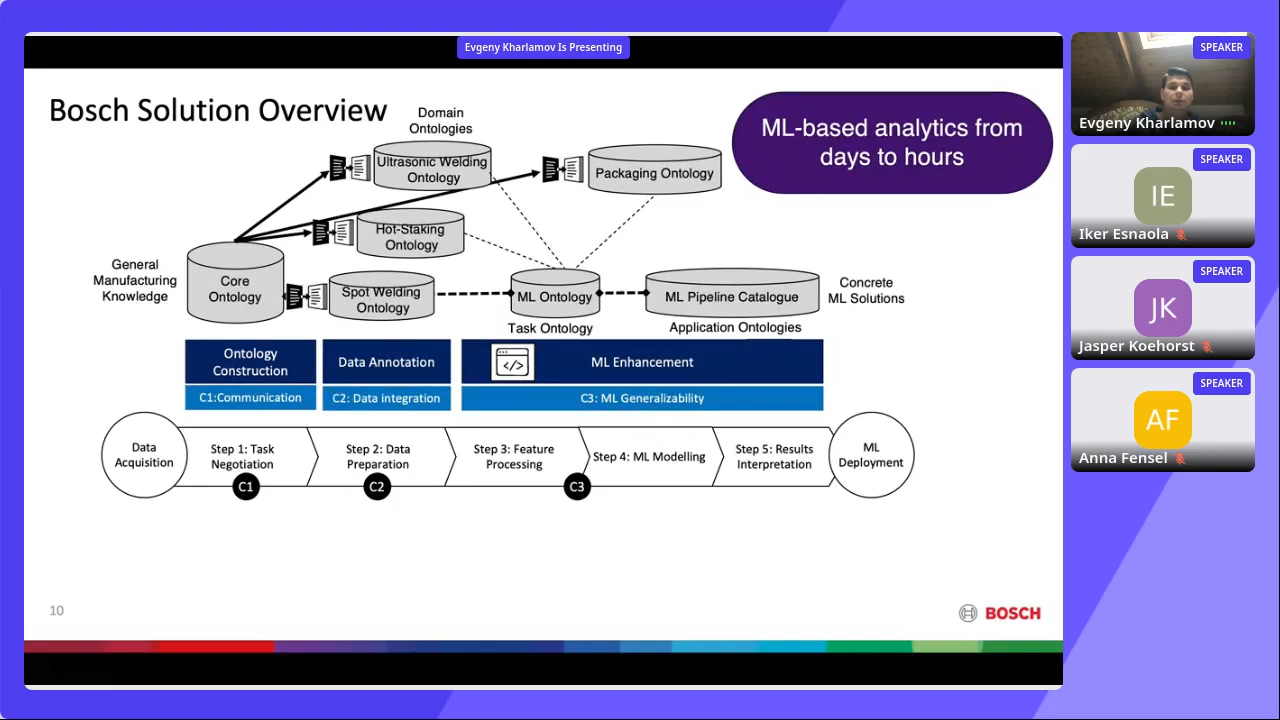 Evgeny Kharlamov Is Presenting
Bosch Solution Overview
Domain
Ontologies
ML-based analytics from
days to hours
Ultrasonic Welding
Ontology
Packaging Ontology
Hot-Staking
Ontology
General
Manufacturing
Knowledge
Core
Ontology
Spot Welding
Ontology
ML Ontology
ML Pipeline Catalogue
Concrete
ML Solutions
Task Ontology
Application Ontologies
Ontology
Construction
Data Annotation
</>
ML Enhancement
C1:Communication
C2: Data integration
C3: ML Generalizability
Data
Acquisition
Step 1: Task
Negotiation
Step 2: Data
Preparation
Step 3: Feature
Processing
Step 4: ML Modelling
Step 5: Results
Interpretation
ML
Deployment
C1
C2
C3
10
BOSCH
SPEAKER
Evgeny Kharlamov
SPEAKER
IE
Iker Esnaola
SPEAKER
JK
Jasper Koehorst
SPEAKER
AF
Anna Fensel